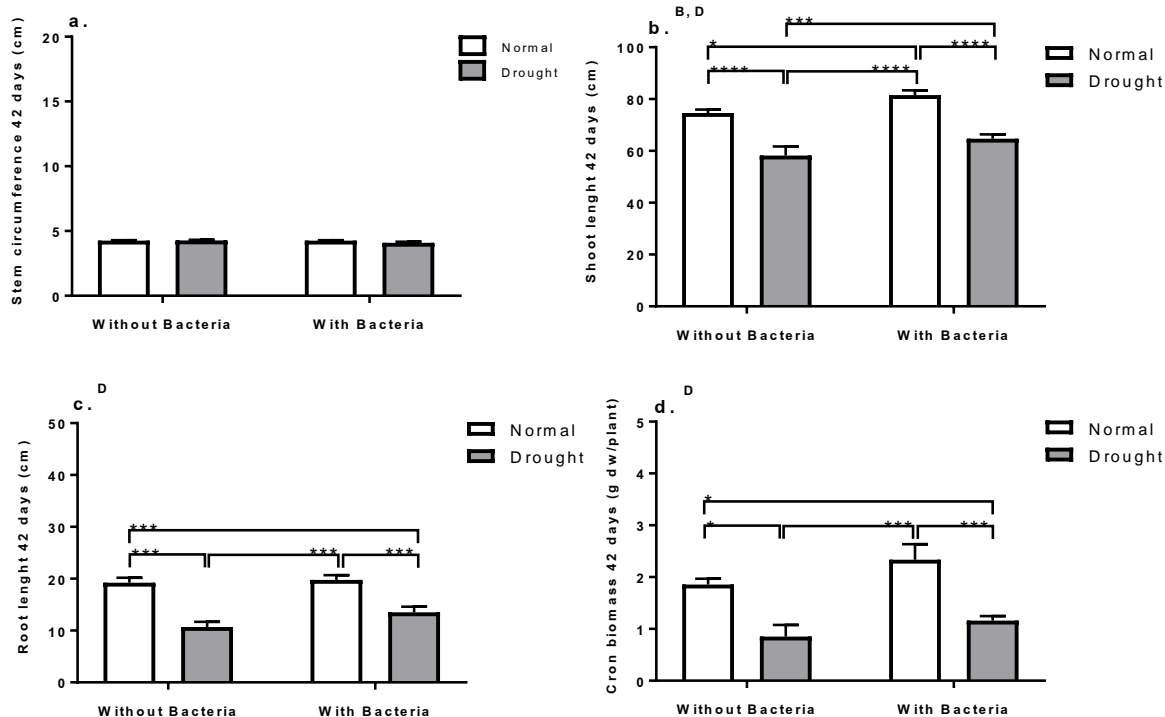 a.
Stem circumference 42 days (cm)
20
15
10
5
0
Normal
Drought
Without Bacteria
With Bacteria
b. B, D
Shoot lenght 42 days (cm)
100
80
60
40
20
0
***
*
****
****
****
Normal
Drought
Without Bacteria
With Bacteria
c. D
Root lenght 42 days (cm)
50
40
30
20
10
0
***
***
***
***
Normal
Drought
Without Bacteria
With Bacteria
d. D
Cron biomass 42 days (g dw/plant)
5
4
3
2
1
0
*
*
***
***
Normal
Drought
Without Bacteria
With Bacteria